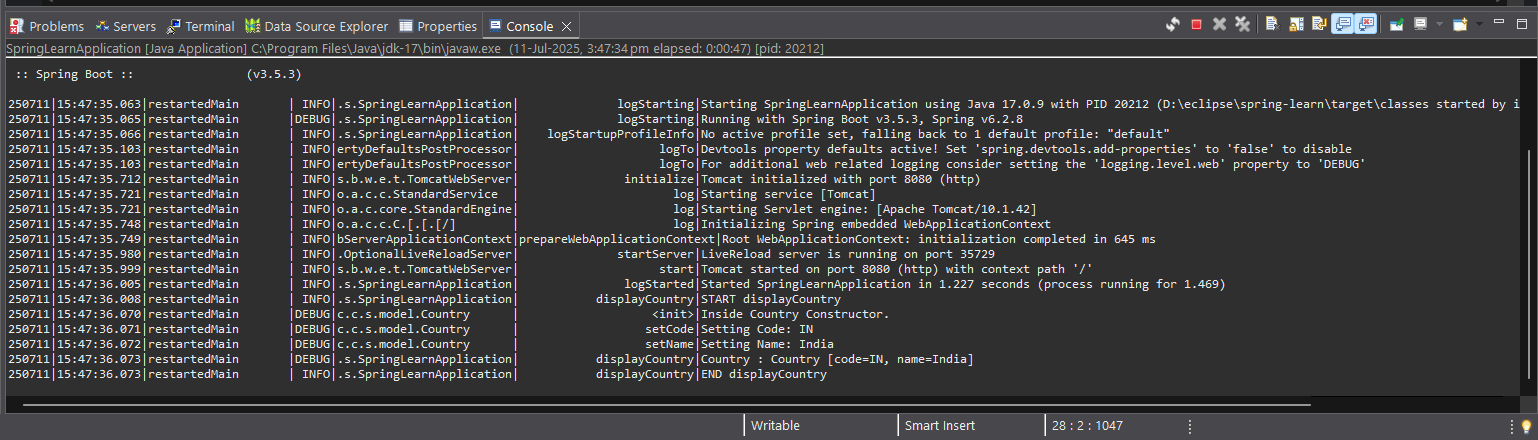 Problems Servers Terminal Data Source Explorer Properties Console
SpringLearnApplication [Java Application] C:\Program Files\Java\jdk-17\bin\javaw.exe (11-Jul-2025, 3:47:34 pm elapsed: 0:00:47) [pid: 20212]
:: Spring Boot :: (v3.5.3)
250711|15:47:35.063|restartedMain | INFO|.s.SpringLearnApplication| logStarting|Starting SpringLearnApplication using Java 17.0.9 with PID 20212 (D:\eclipse\spring-learn\target\classes started by i
250711|15:47:35.065|restartedMain |DEBUG|.s.SpringLearnApplication| logStarting|Running with Spring Boot v3.5.3, Spring v6.2.8
250711|15:47:35.066|restartedMain | INFO|.s.SpringLearnApplication| logStartupProfileInfo|No active profile set, falling back to 1 default profile: "default"
250711|15:47:35.103|restartedMain | INFO|ertyDefaultsPostProcessor| logTo|Devtools property defaults active! Set 'spring.devtools.add-properties' to 'false' to disable
250711|15:47:35.103|restartedMain | INFO|ertyDefaultsPostProcessor| logTo|For additional web related logging consider setting the 'logging.level.web' property to 'DEBUG'
250711|15:47:35.712|restartedMain | INFO|s.b.w.e.t.TomcatWebServer| initialize|Tomcat initialized with port 8080 (http)
250711|15:47:35.721|restartedMain | INFO|o.a.c.c.StandardService | log|Starting service [Tomcat]
250711|15:47:35.721|restartedMain | INFO|o.a.c.core.StandardEngine| log|Starting Servlet engine: [Apache Tomcat/10.1.42]
250711|15:47:35.748|restartedMain | INFO|o.a.c.c.C.[.[.[/] | log|Initializing Spring embedded WebApplicationContext
250711|15:47:35.749|restartedMain | INFO|bServerApplicationContext|prepareWebApplicationContext|Root WebApplicationContext: initialization completed in 645 ms
250711|15:47:35.980|restartedMain | INFO|.OptionalLiveReloadServer| startServer|LiveReload server is running on port 35729
250711|15:47:35.999|restartedMain | INFO|s.b.w.e.t.TomcatWebServer| start|Tomcat started on port 8080 (http) with context path '/'
250711|15:47:36.005|restartedMain | INFO|.s.SpringLearnApplication| logStarted|Started SpringLearnApplication in 1.227 seconds (process running for 1.469)
250711|15:47:36.008|restartedMain | INFO|.s.SpringLearnApplication| displayCountry|START displayCountry
250711|15:47:36.070|restartedMain |DEBUG|c.c.s.model.Country | <init>|Inside Country Constructor.
250711|15:47:36.071|restartedMain |DEBUG|c.c.s.model.Country | setCode|Setting Code: IN
250711|15:47:36.072|restartedMain |DEBUG|c.c.s.model.Country | setName|Setting Name: India
250711|15:47:36.073|restartedMain |DEBUG|.s.SpringLearnApplication| displayCountry|Country : Country [code=IN, name=India]
250711|15:47:36.073|restartedMain | INFO|.s.SpringLearnApplication| displayCountry|END displayCountry
Writable Smart Insert 28 : 2 : 1047